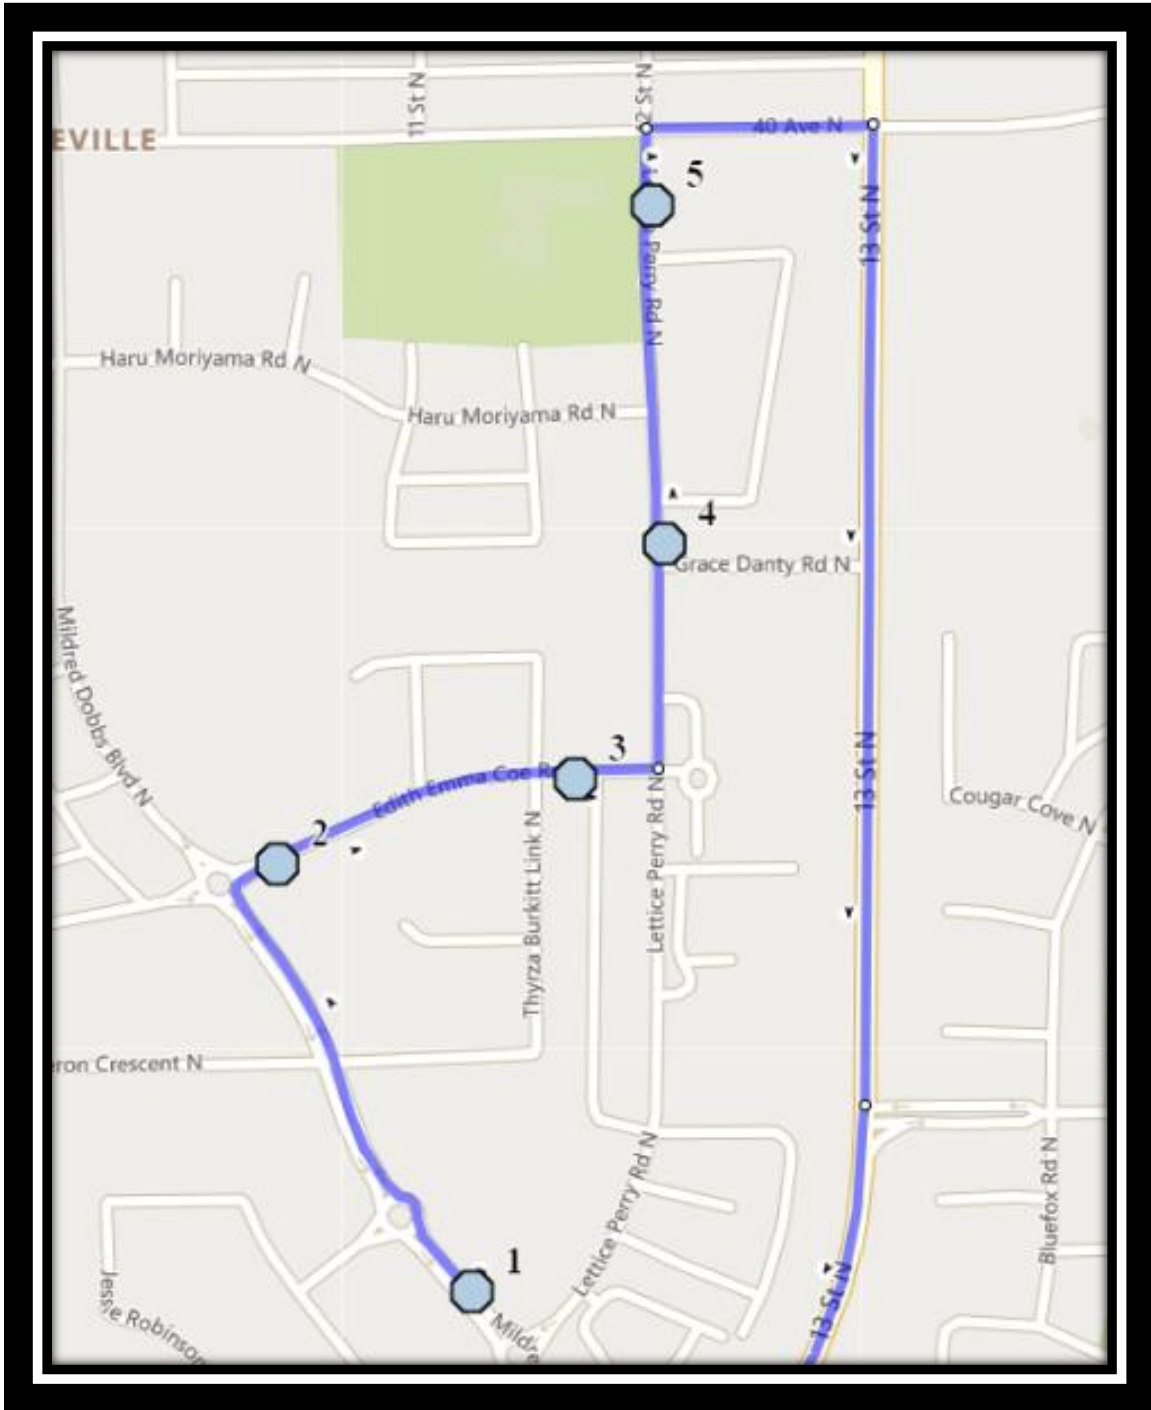 11 St N
2 St N
40 Ave N
EVILLE
5
13 St N
Perry Rd N
Haru Moriyama Rd N
Haru Moriyama Rd N
4
Grace Danty Rd N
Mildred Dobbs Blvd N
3
13 St N
Edith Emma Coe R
Cougar Cove N
2
Lettice Perry Rd N
Thyrza Burkitt Link N
eron Crescent N
Lettice Perry Rd N
Bluefox Rd N
1
13 St N
Jessie Robinson
Mildre